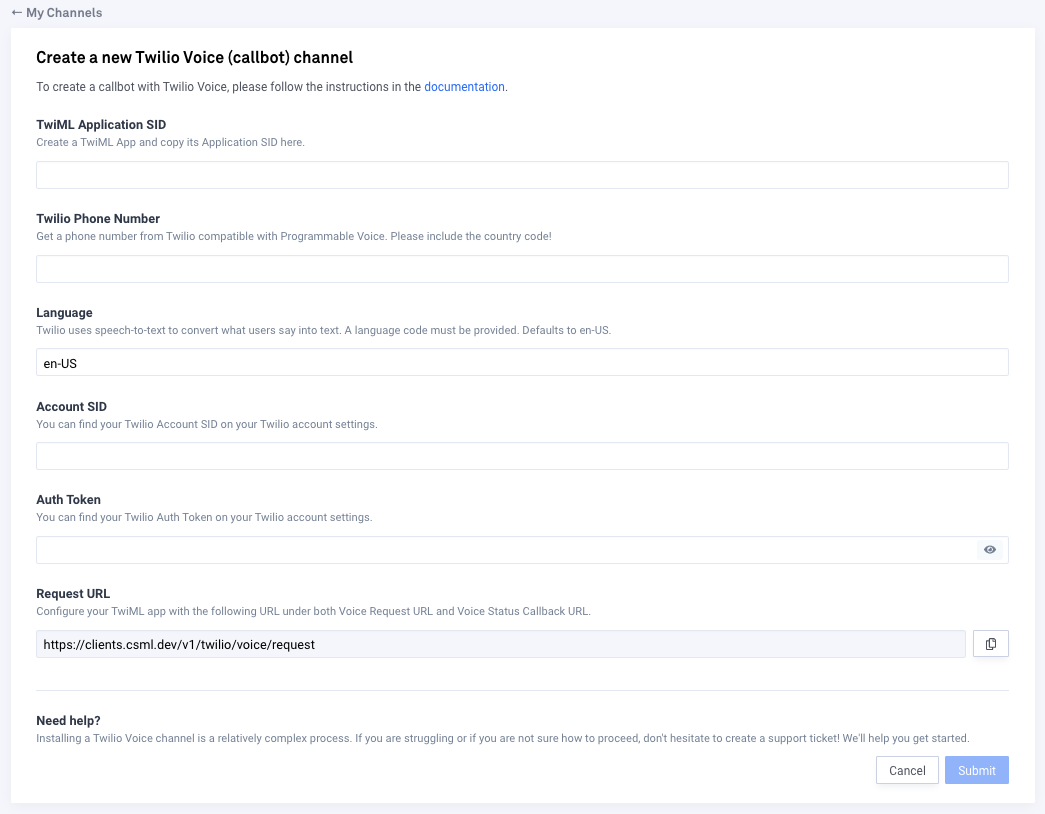 ← My Channels
Create a new Twilio Voice (callbot) channel
To create a callbot with Twilio Voice, please follow the instructions in the documentation.
TwiML Application SID
Create a TwiML App and copy its Application SID here.
Twilio Phone Number
Get a phone number from Twilio compatible with Programmable Voice. Please include the country code!
Language
Twilio uses speech-to-text to convert what users say into text. A language code must be provided. Defaults to en-US.
en-US
Account SID
You can find your Twilio Account SID on your Twilio account settings.
Auth Token
You can find your Twilio Auth Token on your Twilio account settings.
Request URL
Configure your TwiML app with the following URL under both Voice Request URL and Voice Status Callback URL.
https://clients.csml.dev/v1/twilio/voice/request
Need help?
Installing a Twilio Voice channel is a relatively complex process. If you are struggling or if you are not sure how to proceed, don't hesitate to create a support ticket! We'll help you get started.
Cancel Submit